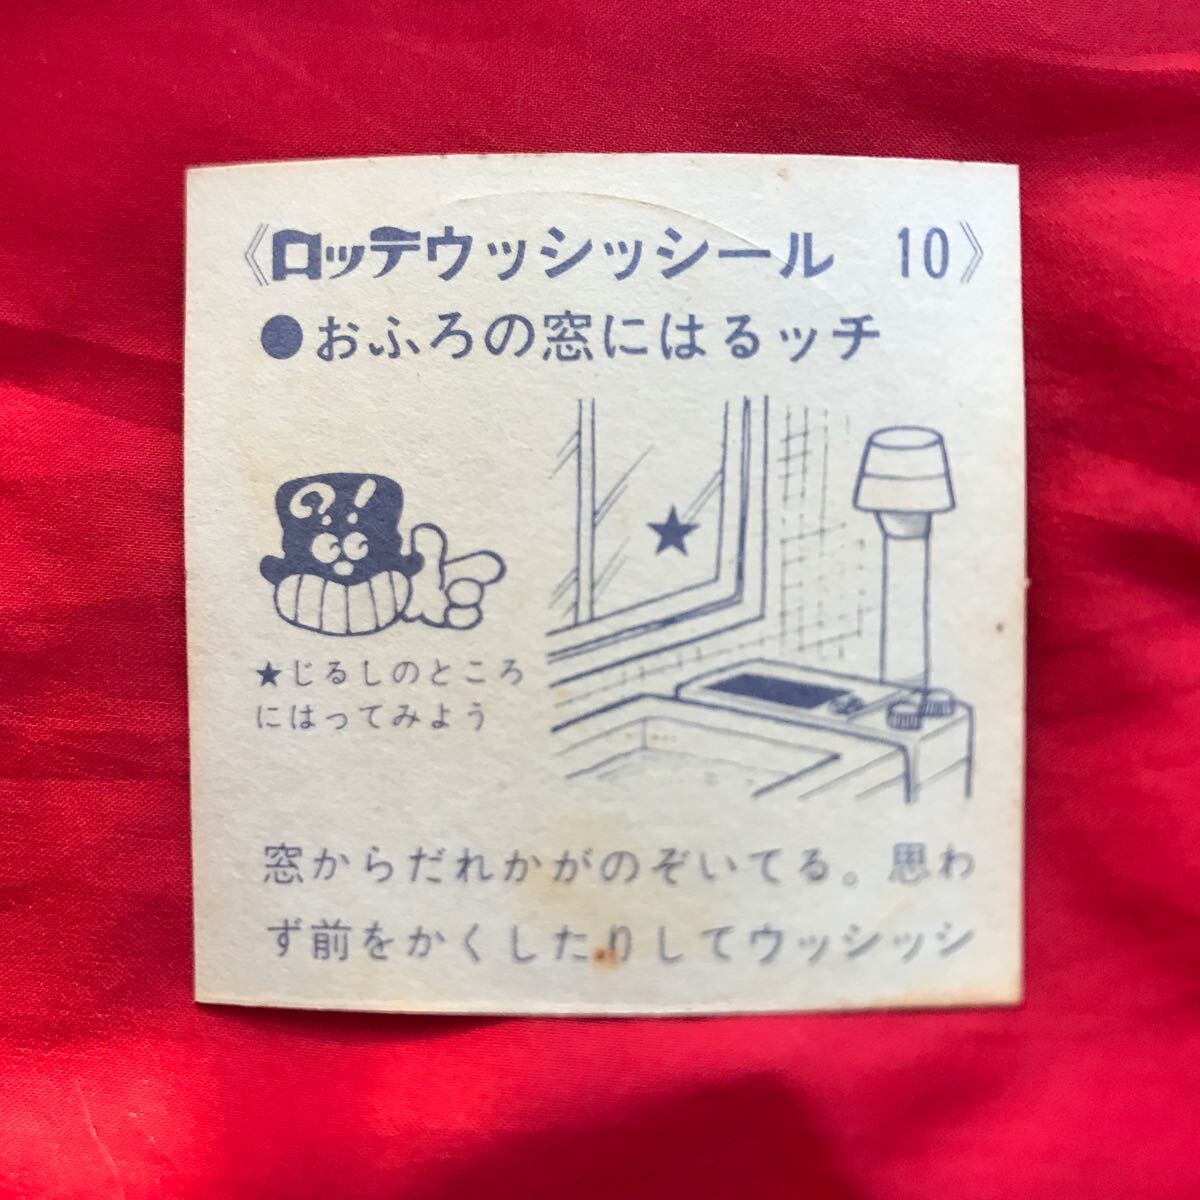 《ロッテウッシッシール 10》
●おふろの窓にはるッチ
?!
★じるしのところ
にはってみよう
窓からだれかがのぞいてる。思わ
ず前をかくしたりしてウッシッシ